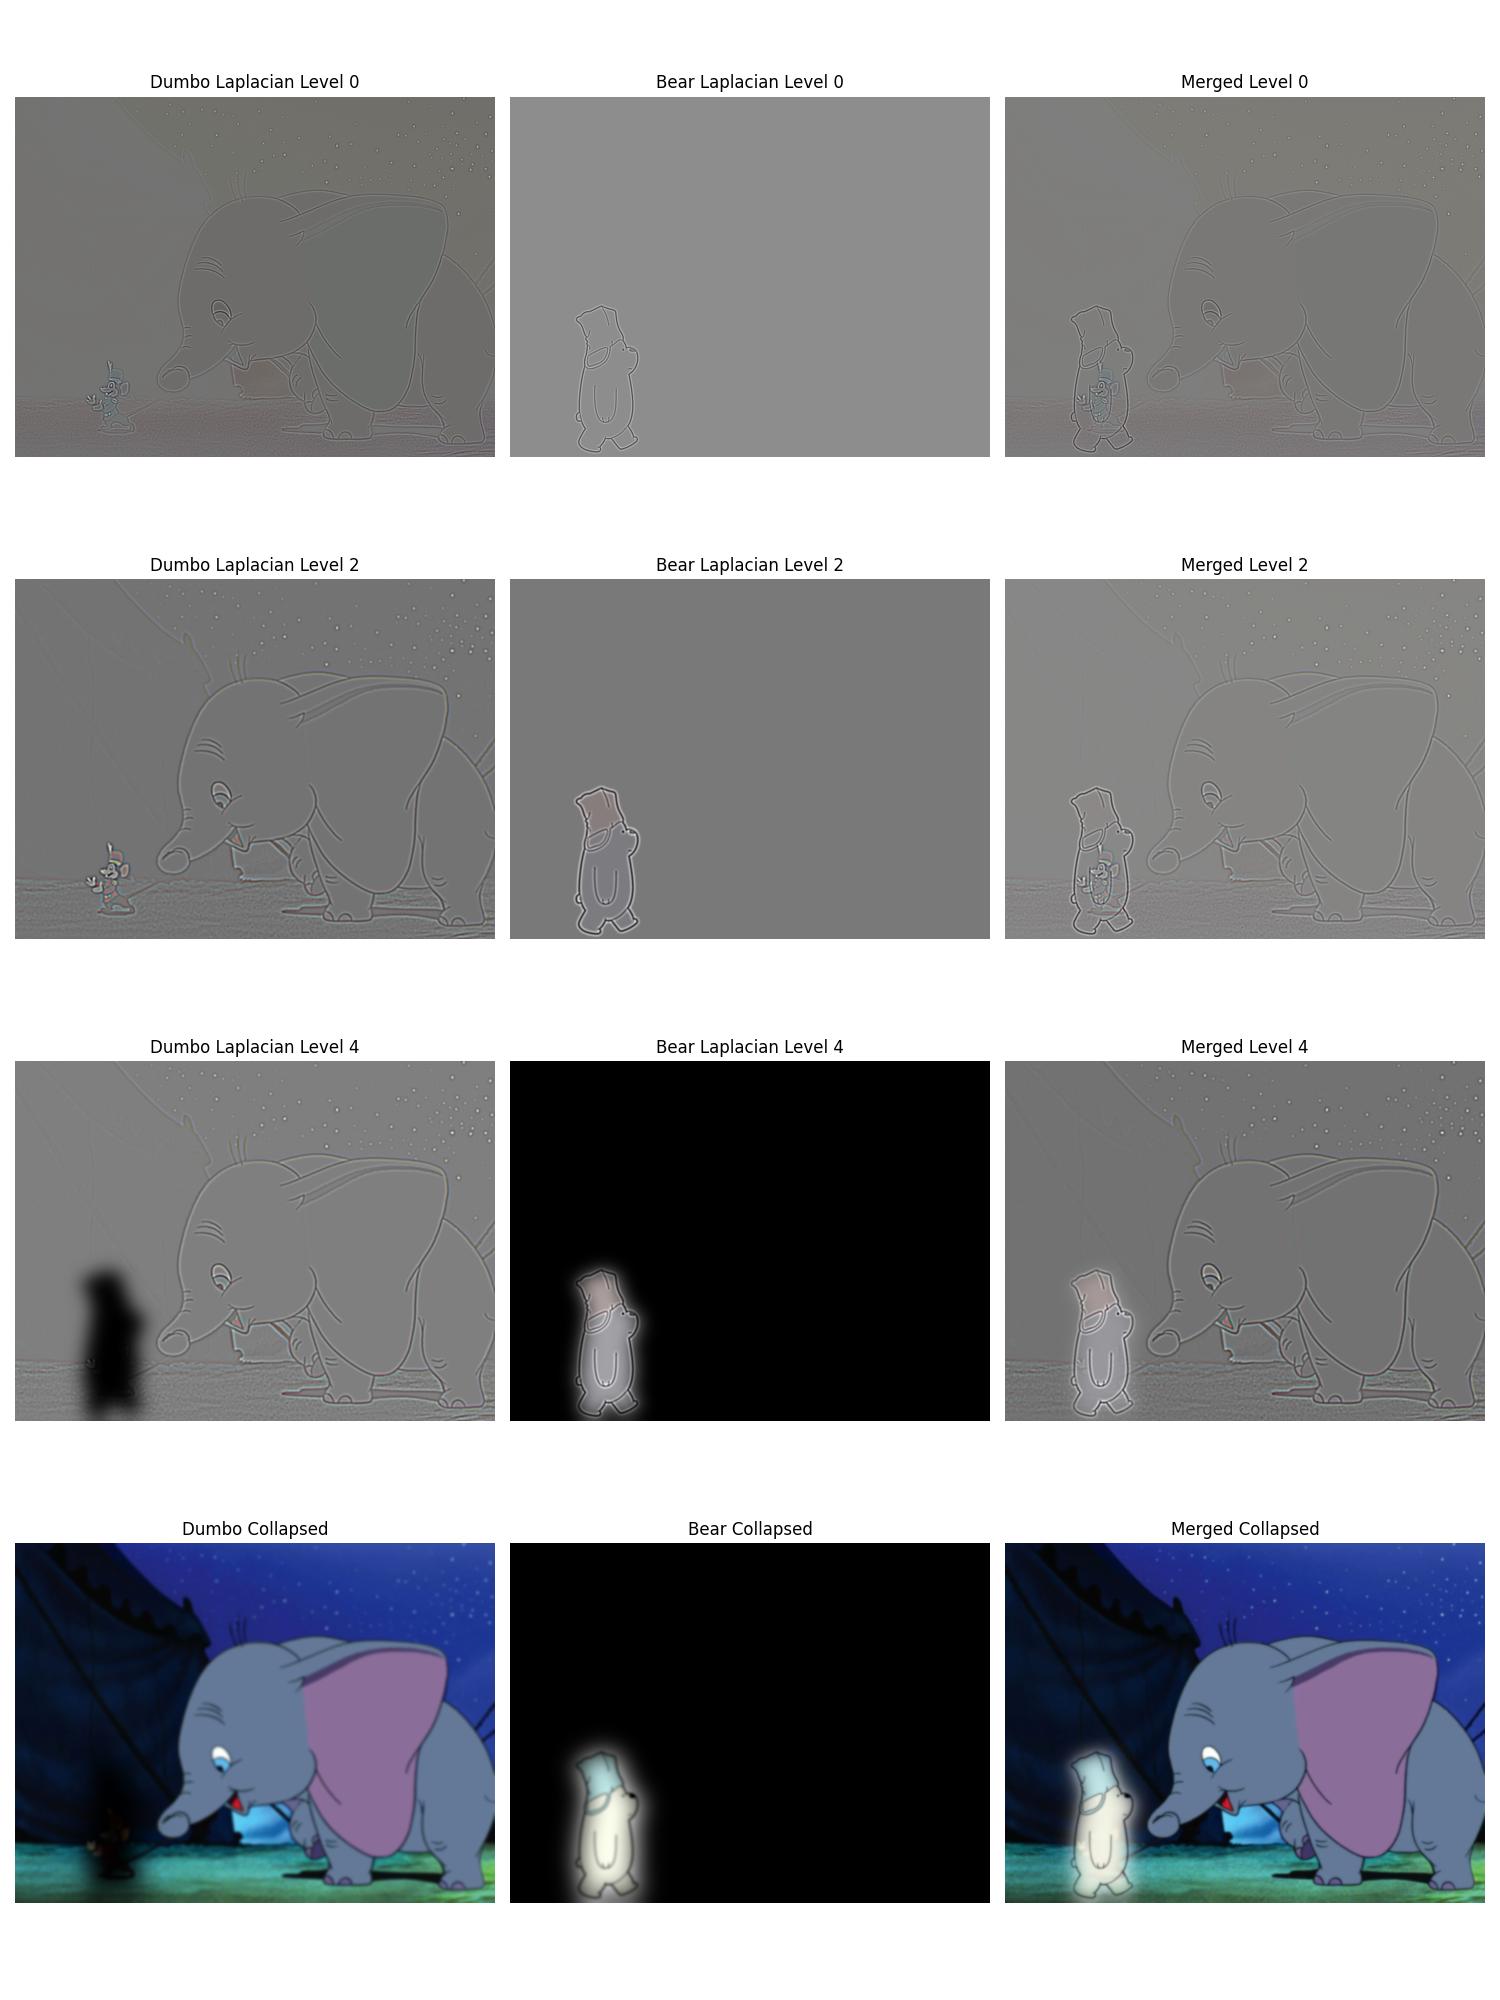 Dumbo Laplacian Level 0
Bear Laplacian Level 0
Merged Level 0
Dumbo Laplacian Level 2
Bear Laplacian Level 2
Merged Level 2
Dumbo Laplacian Level 4
Bear Laplacian Level 4
Merged Level 4
Dumbo Collapsed
Bear Collapsed
Merged Collapsed